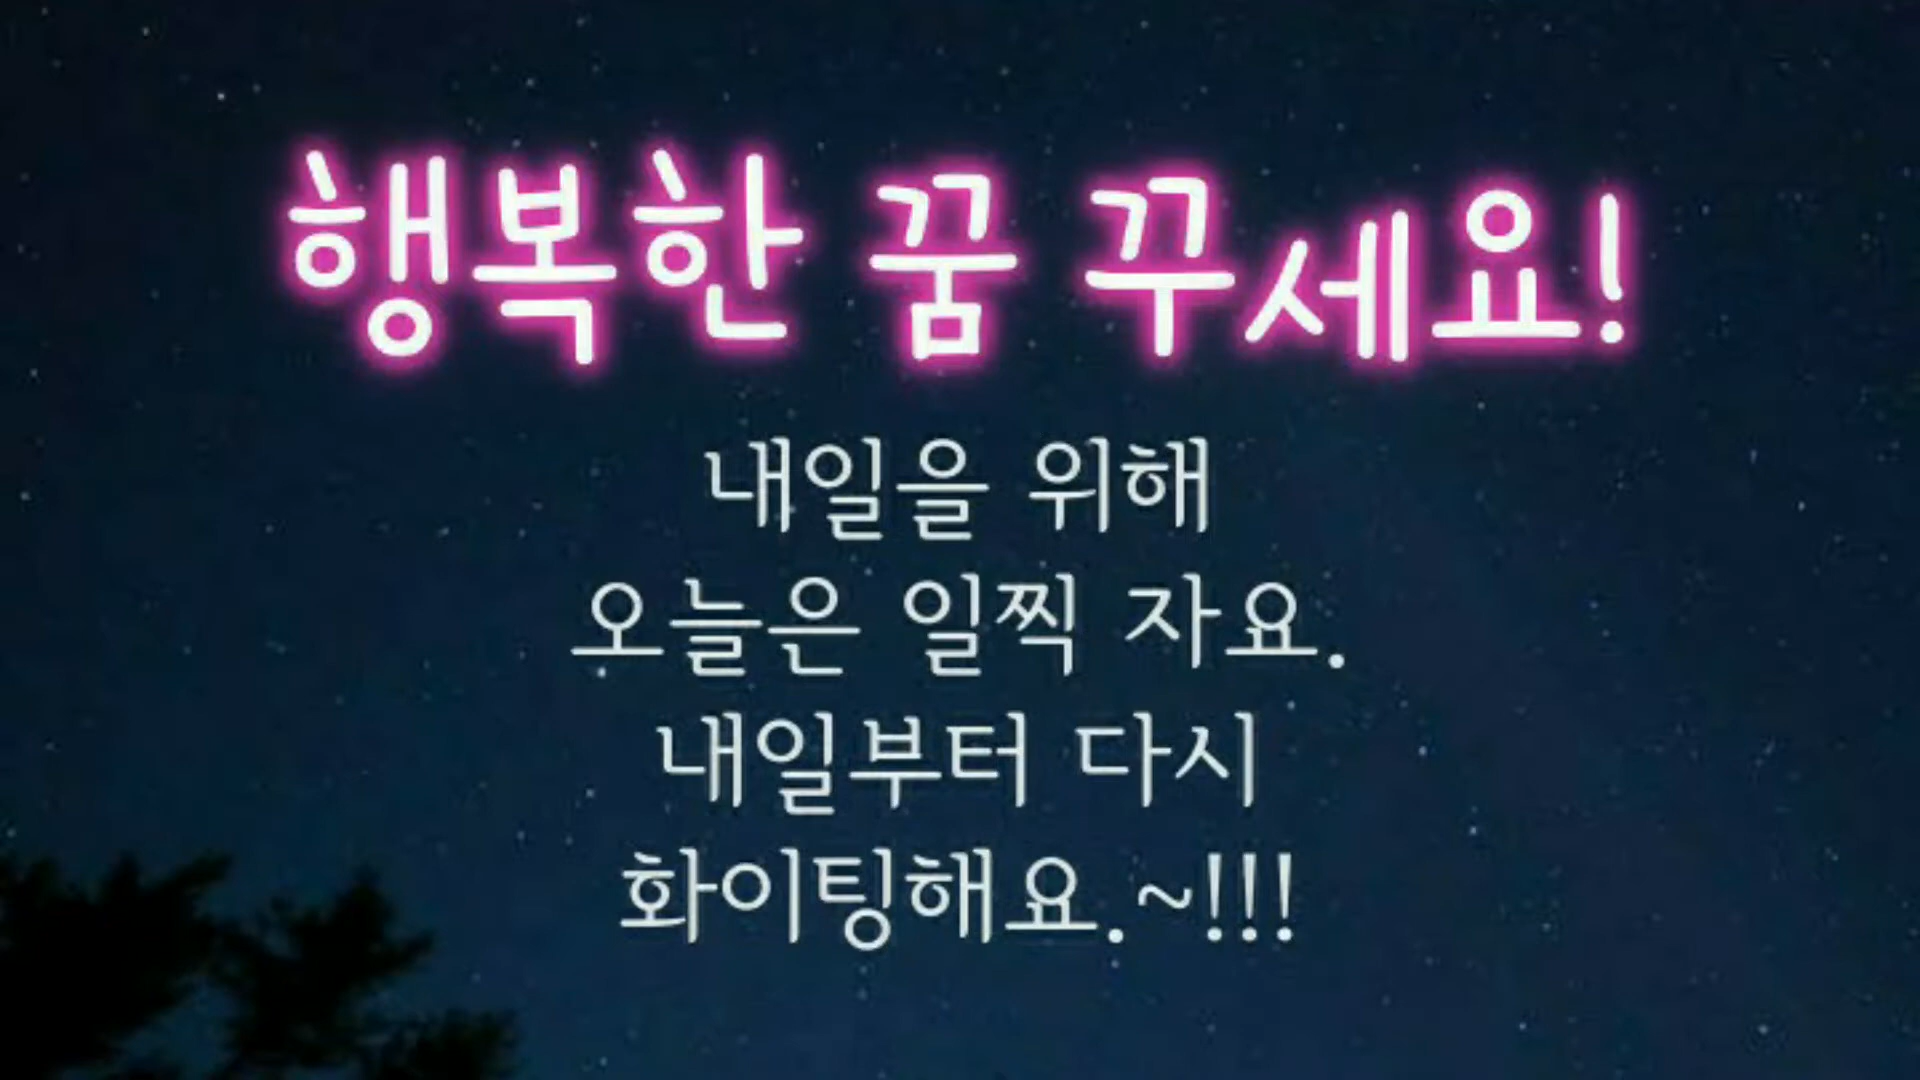 행복한 꿈 꾸세요!
내일을 위해
오늘은 일찍 자요.
내일부터 다시
화이팅해요.~!!!